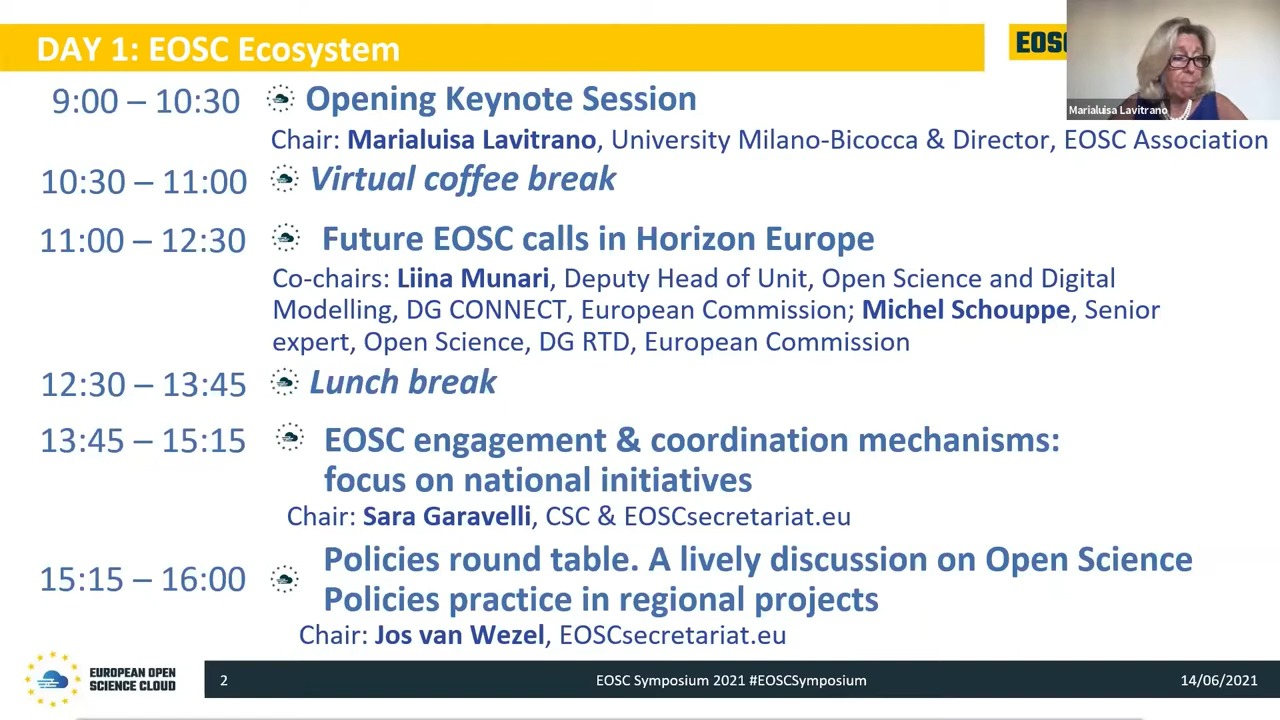 DAY 1: EOSC Ecosystem
EOSC
Marialuisa Lavitrano
9:00 – 10:30 Opening Keynote Session
Chair: Marialuisa Lavitrano, University Milano-Bicocca & Director, EOSC Association
10:30 – 11:00 Virtual coffee break
11:00 – 12:30 Future EOSC calls in Horizon Europe
Co-chairs: Liina Munari, Deputy Head of Unit, Open Science and Digital
Modelling, DG CONNECT, European Commission; Michel Schouppe, Senior
expert, Open Science, DG RTD, European Commission
12:30 – 13:45 Lunch break
13:45 – 15:15 EOSC engagement & coordination mechanisms:
focus on national initiatives
Chair: Sara Garavelli, CSC & EOSCsecretariat.eu
15:15 – 16:00 Policies round table. A lively discussion on Open Science
Policies practice in regional projects
Chair: Jos van Wezel, EOSCsecretariat.eu
EUROPEAN OPEN
SCIENCE CLOUD
2 EOSC Symposium 2021 #EOSCSymposium 14/06/2021